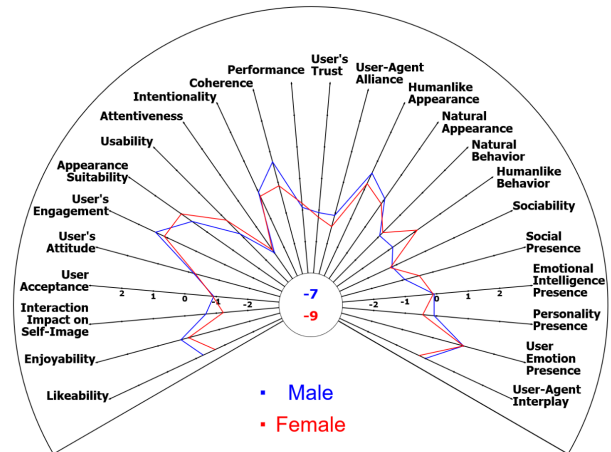 Performance
User's
Trust
User-Agent
Alliance
Coherence
Intentionality
Humanlike
Appearance
Attentiveness
Natural
Appearance
Usability
Natural
Behavior
Appearance
Suitability
Humanlike
Behavior
User's
Engagement
Sociability
User's
Attitude
Social
Presence
User
Acceptance
Emotional
Intelligence
Presence
2 1 0 -1 -2 -2 -1 0 1 2
-7
-9
Interaction
Impact on
Self-Image
Personality
Presence
Enjoyability
User
Emotion
Presence
Likeability
User-Agent
Interplay
Male
Female